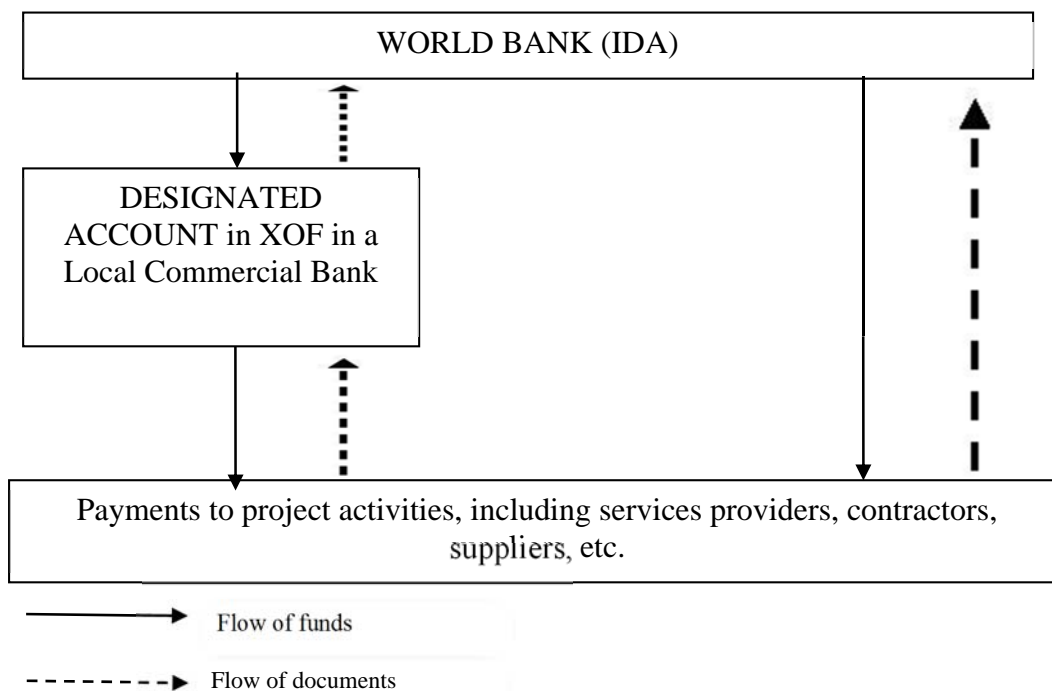 WORLD BANK (IDA)
DESIGNATED
ACCOUNT in XOF in a
Local Commercial Bank
Payments to project activities, including services providers, contractors,
suppliers, etc.
Flow of funds
Flow of documents